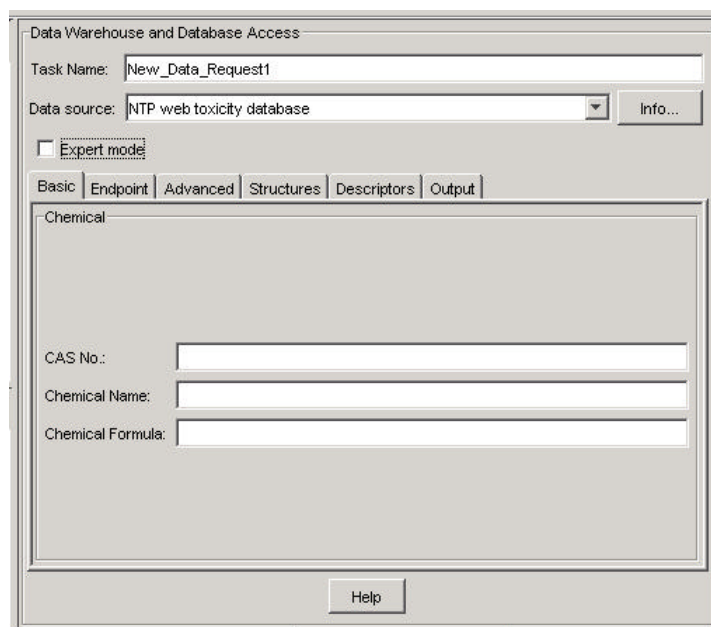 Data Warehouse and Database Access
Task Name: New_Data_Request1
Data source: NTP web toxicity database Info...
Expert mode
Basic Endpoint Advanced Structures Descriptors Output
Chemical
CAS No.:
Chemical Name:
Chemical Formula:
Help